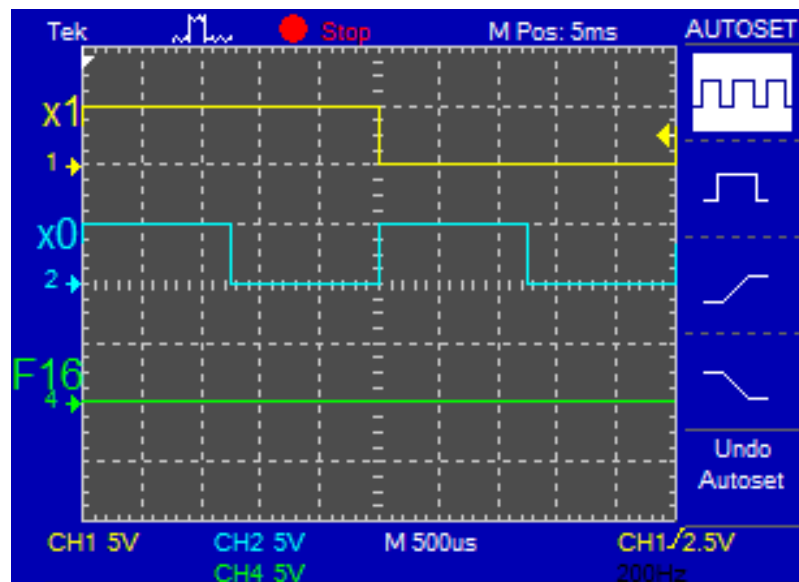 Tek Stop M Pos: 5ms AUTOSET
x1
1
x0
2
F16
4
Undo
Autoset
CH1 5V CH2 5V M 500us CH1 2.5V
CH4 5V 200Hz